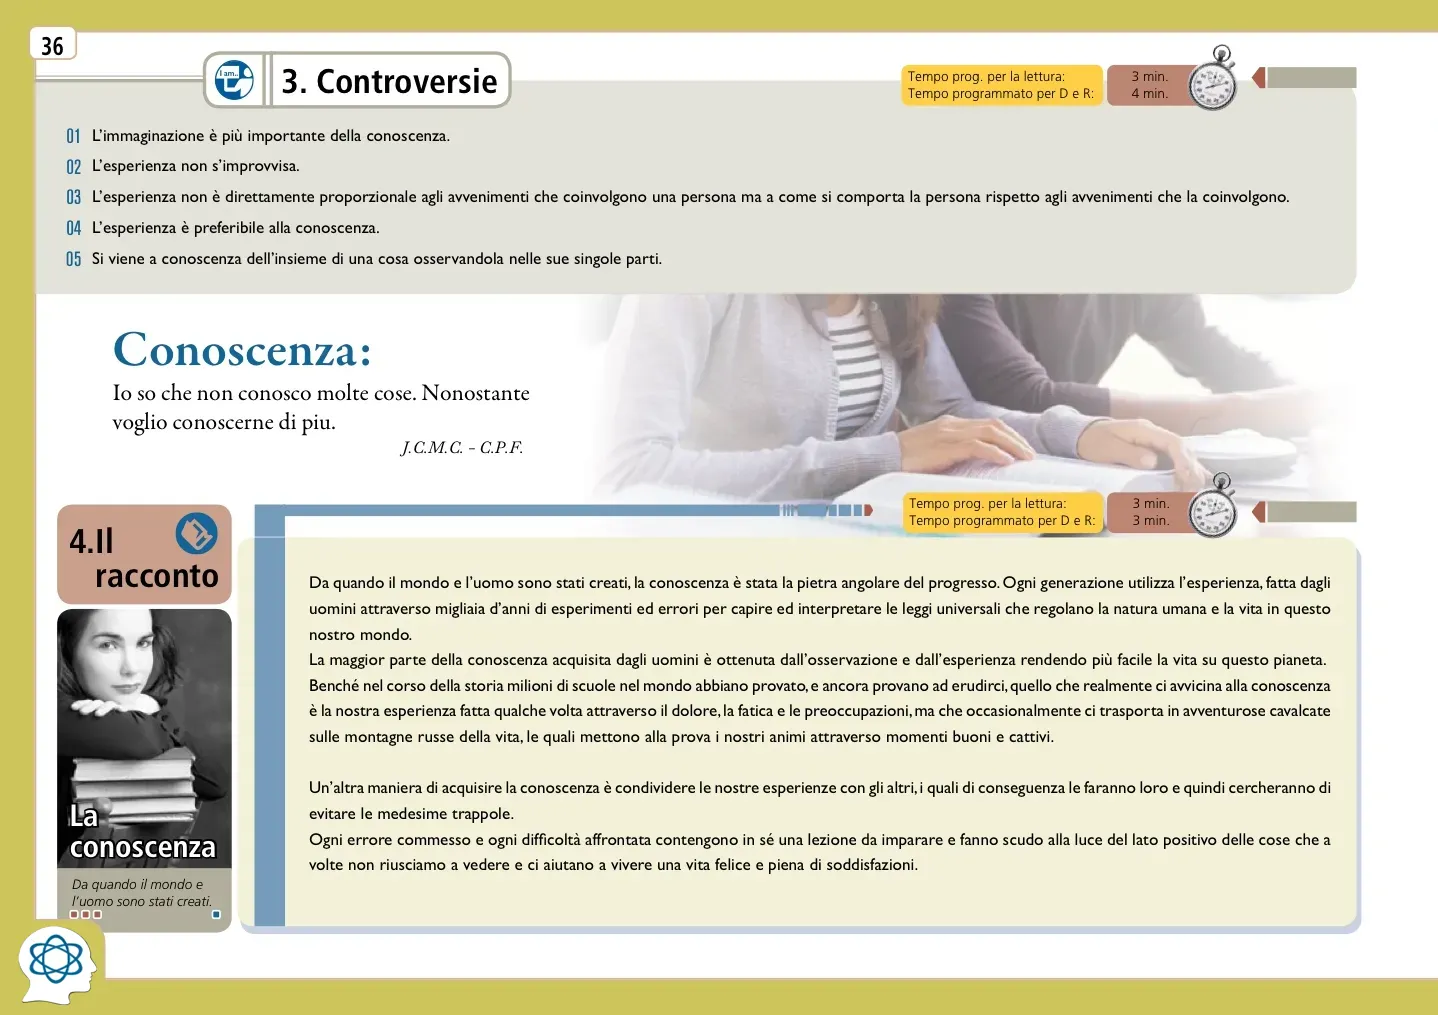 36
I am...
3. Controversie
Tempo prog. per la lettura: 3 min.
Tempo programmato per D e R: 4 min.
01 L'immaginazione è più importante della conoscenza.
02 L'esperienza non s'improvvisa.
03 L'esperienza non è direttamente proporzionale agli avvenimenti che coinvolgono una persona ma a come si comporta la persona rispetto agli avvenimenti che la coinvolgono.
04 L'esperienza è preferibile alla conoscenza.
05 Si viene a conoscenza dell'insieme di una cosa osservandola nelle sue singole parti.
Conoscenza:
Io so che non conosco molte cose. Nonostante
voglio conoscerne di piu.
J.C.M.C. – C.P.F.
Tempo prog. per la lettura: 3 min.
Tempo programmato per D e R: 3 min.
4.Il
racconto
La
conoscenza
Da quando il mondo e
l'uomo sono stati creati.
Da quando il mondo e l'uomo sono stati creati, la conoscenza è stata la pietra angolare del progresso. Ogni generazione utilizza l'esperienza, fatta dagli
uomini attraverso migliaia d'anni di esperimenti ed errori per capire ed interpretare le leggi universali che regolano la natura umana e la vita in questo
nostro mondo.
La maggior parte della conoscenza acquisita dagli uomini è ottenuta dall'osservazione e dall'esperienza rendendo più facile la vita su questo pianeta.
Benché nel corso della storia milioni di scuole nel mondo abbiano provato, e ancora provano ad erudirci, quello che realmente ci avvicina alla conoscenza
è la nostra esperienza fatta qualche volta attraverso il dolore, la fatica e le preoccupazioni, ma che occasionalmente ci trasporta in avventurose cavalcate
sulle montagne russe della vita, le quali mettono alla prova i nostri animi attraverso momenti buoni e cattivi.
Un'altra maniera di acquisire la conoscenza è condividere le nostre esperienze con gli altri, i quali di conseguenza le faranno loro e quindi cercheranno di
evitare le medesime trappole.
Ogni errore commesso e ogni difficoltà affrontata contengono in sé una lezione da imparare e fanno scudo alla luce del lato positivo delle cose che a
volte non riusciamo a vedere e ci aiutano a vivere una vita felice e piena di soddisfazioni.